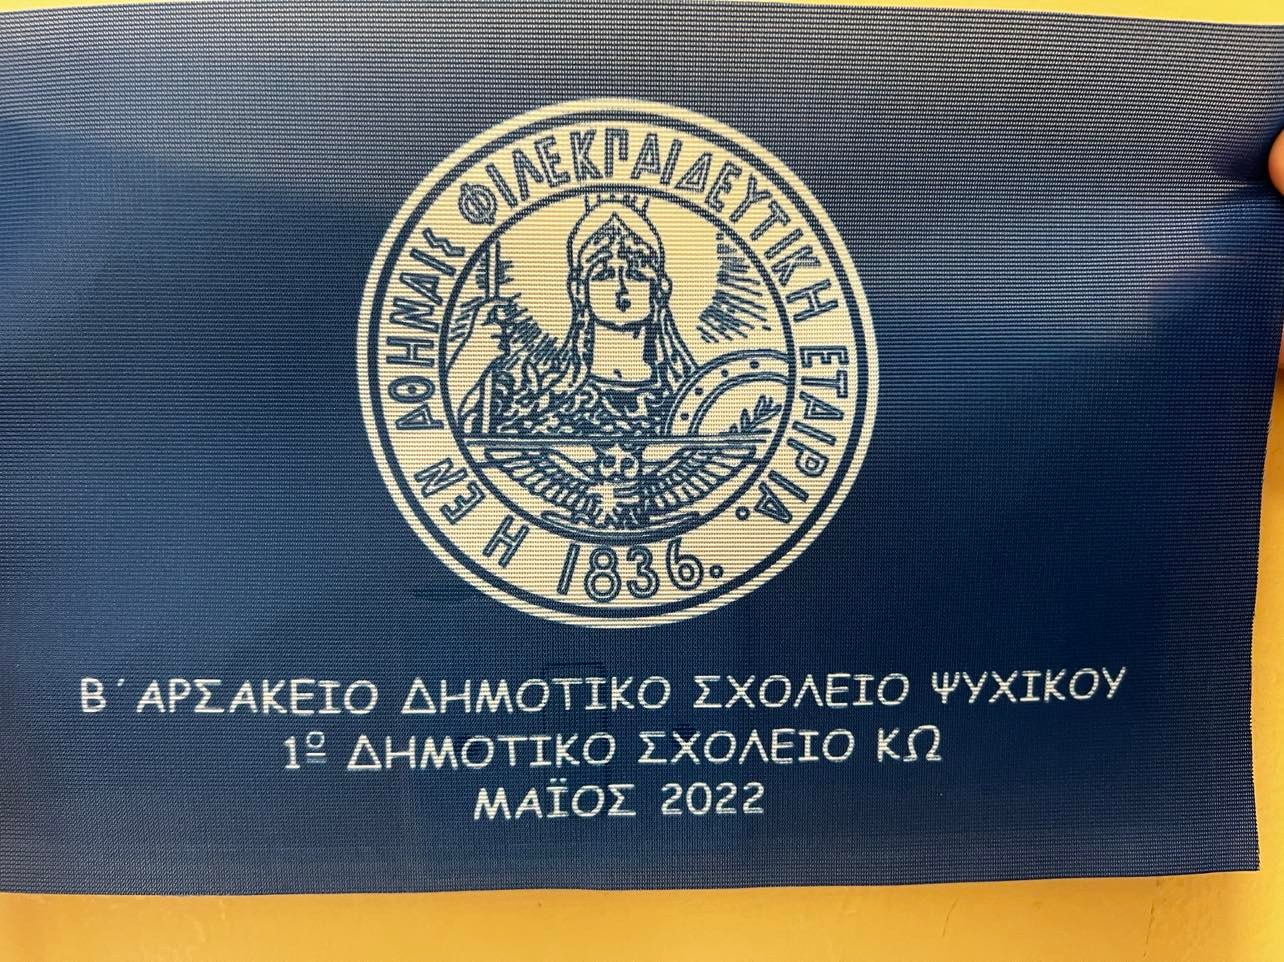 Η ΕΝ ΑΘΗΝΑΙΣ ΦΙΛΕΚΠΑΙΔΕΥΤΙΚΗ ΕΤΑΙΡΙΑ.
1836.
Β΄ ΑΡΣΑΚΕΙΟ ΔΗΜΟΤΙΚΟ ΣΧΟΛΕΙΟ ΨΥΧΙΚΟΥ
1º ΔΗΜΟΤΙΚΟ ΣΧΟΛΕΙΟ ΚΩ
ΜΑΪΟΣ 2022